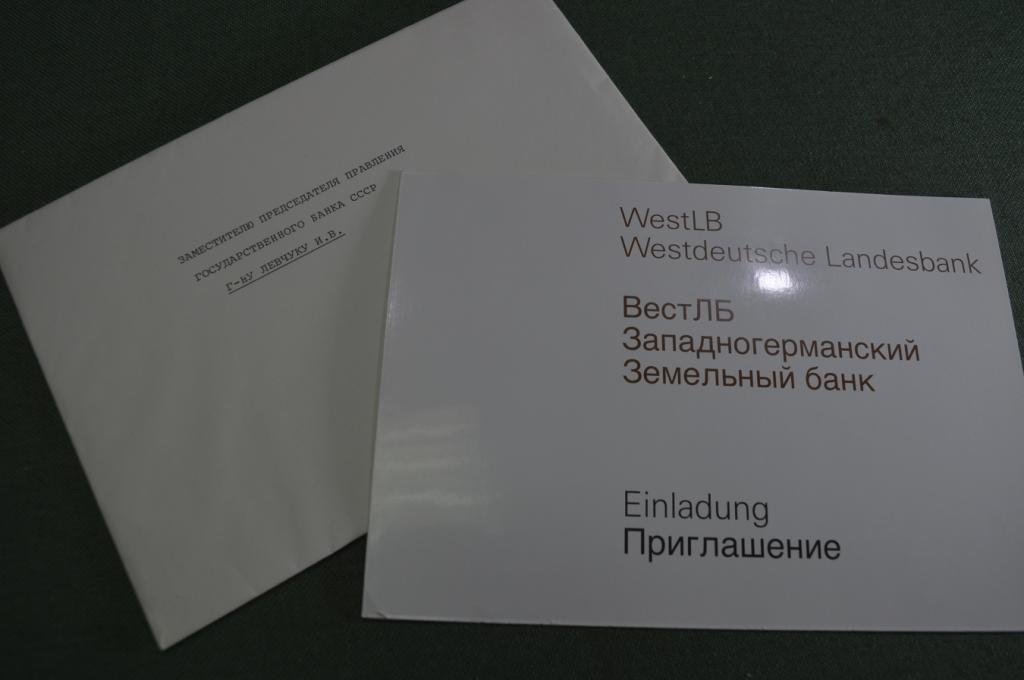 ЗАМЕСТИТЕЛЮ ПРЕДСЕДАТЕЛЯ ПРАВЛЕНИЯ
ГОСУДАРСТВЕННОГО БАНКА СССР
Г-ну ЛЕВЧУКУ И.В.
WestLB
Westdeutsche Landesbank
ВестЛБ
Западногерманский
Земельный банк
Einladung
Приглашение